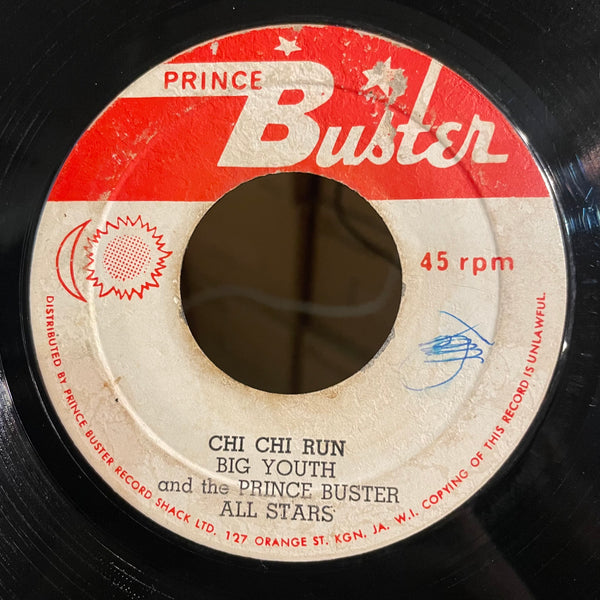 PRINCE
Buster
45 rpm
CHI CHI RUN
BIG YOUTH
and the PRINCE BUSTER
ALL STARS
DISTRIBUTED BY PRINCE BUSTER RECORD SHACK LTD. 127 ORANGE ST. KGN, JA. W.I. COPYING OF THIS RECORD IS UNLAWFUL.